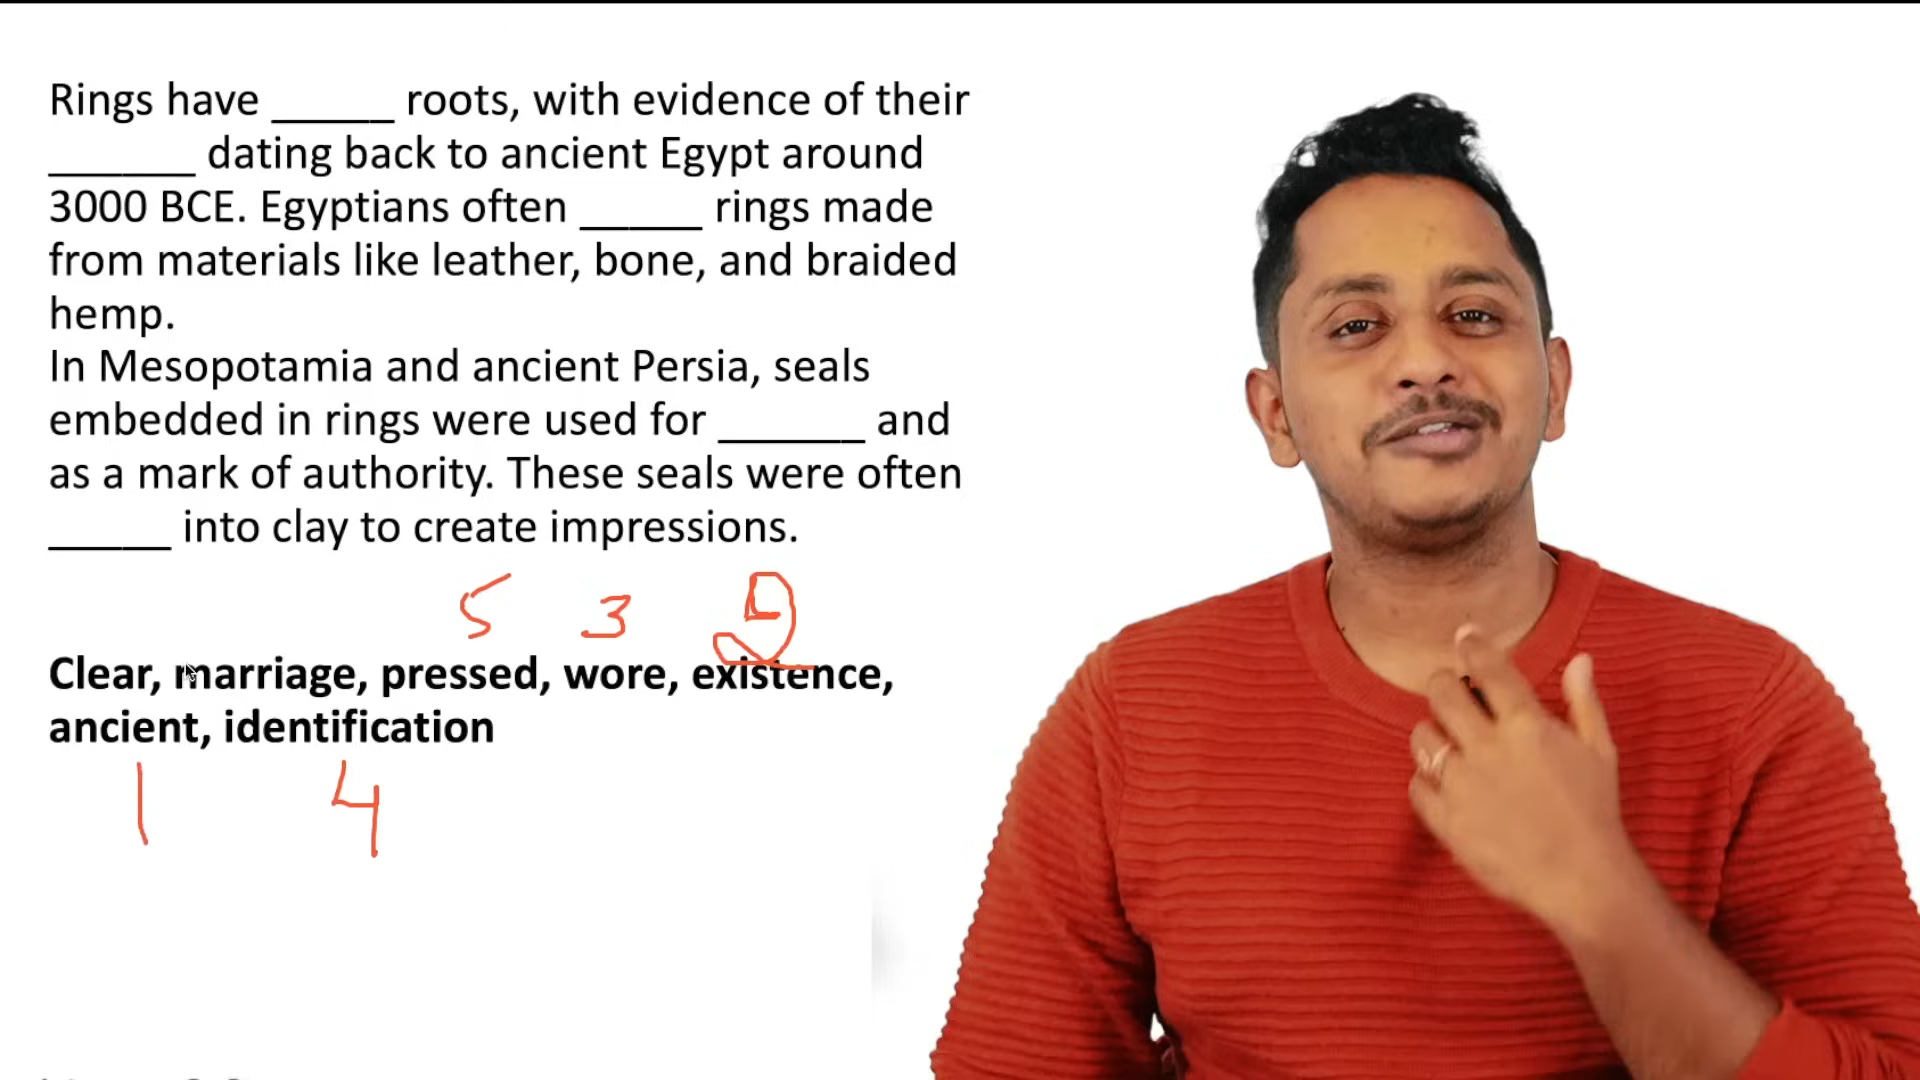 Rings have _____ roots, with evidence of their
______ dating back to ancient Egypt around
3000 BCE. Egyptians often _____ rings made
from materials like leather, bone, and braided
hemp.
In Mesopotamia and ancient Persia, seals
embedded in rings were used for ______ and
as a mark of authority. These seals were often
_____ into clay to create impressions.
5 3 2
Clear, marriage, pressed, wore, existence,
ancient, identification
1 4